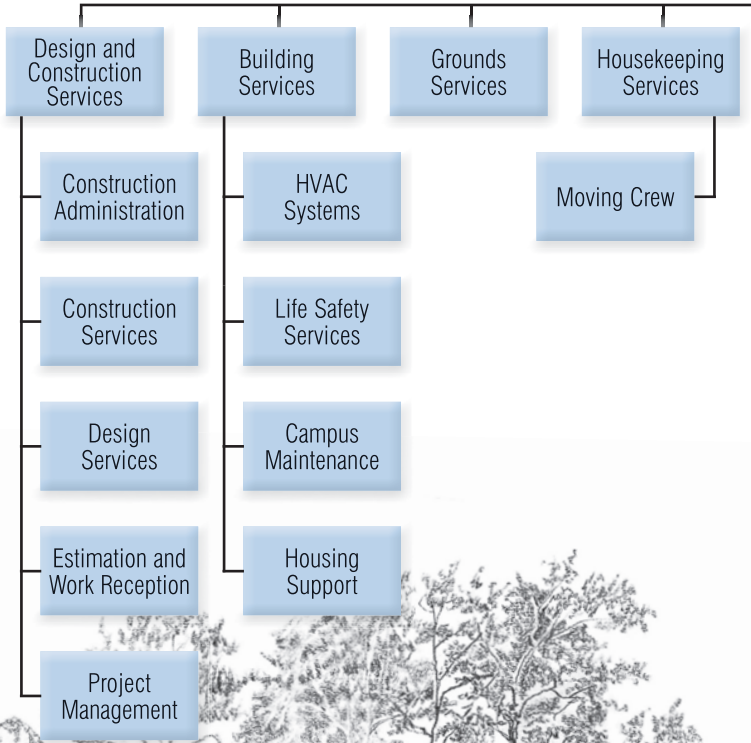 Design and
Construction
Services
Building
Services
Grounds
Services
Housekeeping
Services
Construction
Administration
HVAC
Systems
Moving Crew
Construction
Services
Life Safety
Services
Design
Services
Campus
Maintenance
Estimation and
Work Reception
Housing
Support
Project
Management